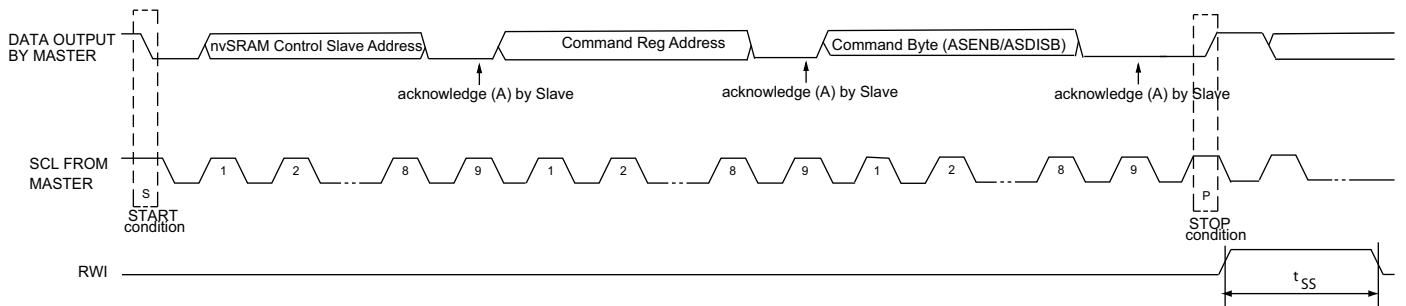 DATA OUTPUT
BY MASTER
nvSRAM Control Slave Address
Command Reg Address
Command Byte (ASENB/ASDISB)
acknowledge (A) by Slave
acknowledge (A) by Slave
acknowledge (A) by Slave
SCL FROM
MASTER
1
2
8
9
1
2
8
9
1
2
8
9
S
P
START
condition
STOP
condition
RWI
tSS